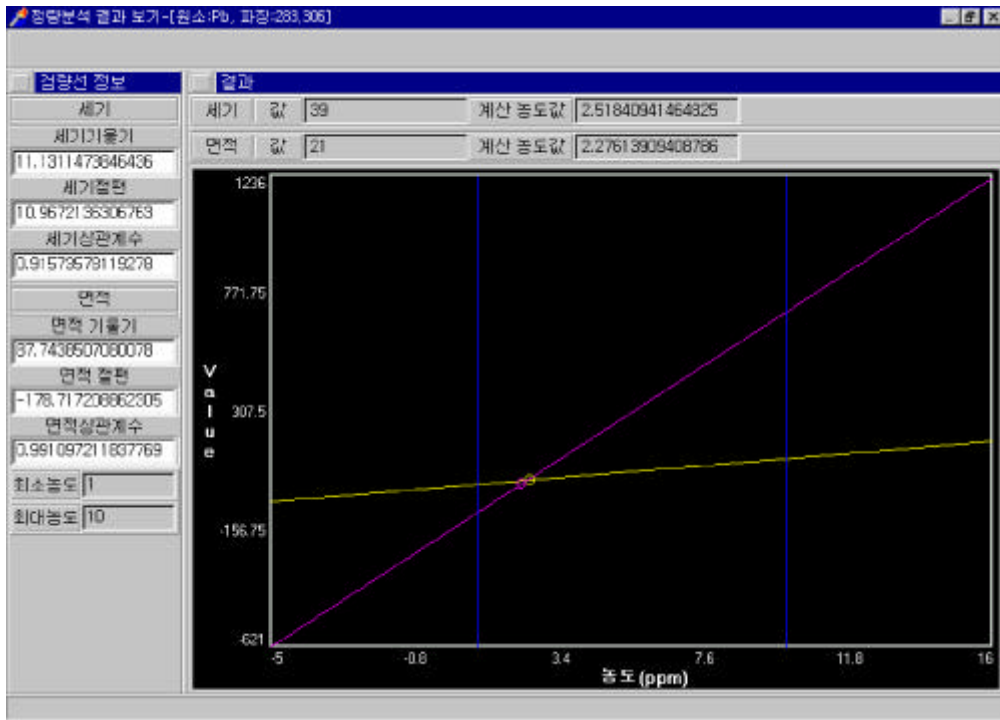 정량분석 결과 보기-[원소:Pb, 파장:283,306]
검량선 정보
세기
세기기울기
11.1311473846436
세기절편
10.9672136306763
세기상관계수
0.91573578119278
면적
면적 기울기
87.7438507080078
면적 절편
-178.717208862305
면적상관계수
0.991097211837769
최소농도 1
최대농도 10
결과
세기 값 39 계산 농도값 2.51840941464825
면적 값 21 계산 농도값 2.27613909408786
1236
771.75
307.5
-156.75
-621
Value
-5 -0.8 3.4 7.6 11.8 16
농도(ppm)